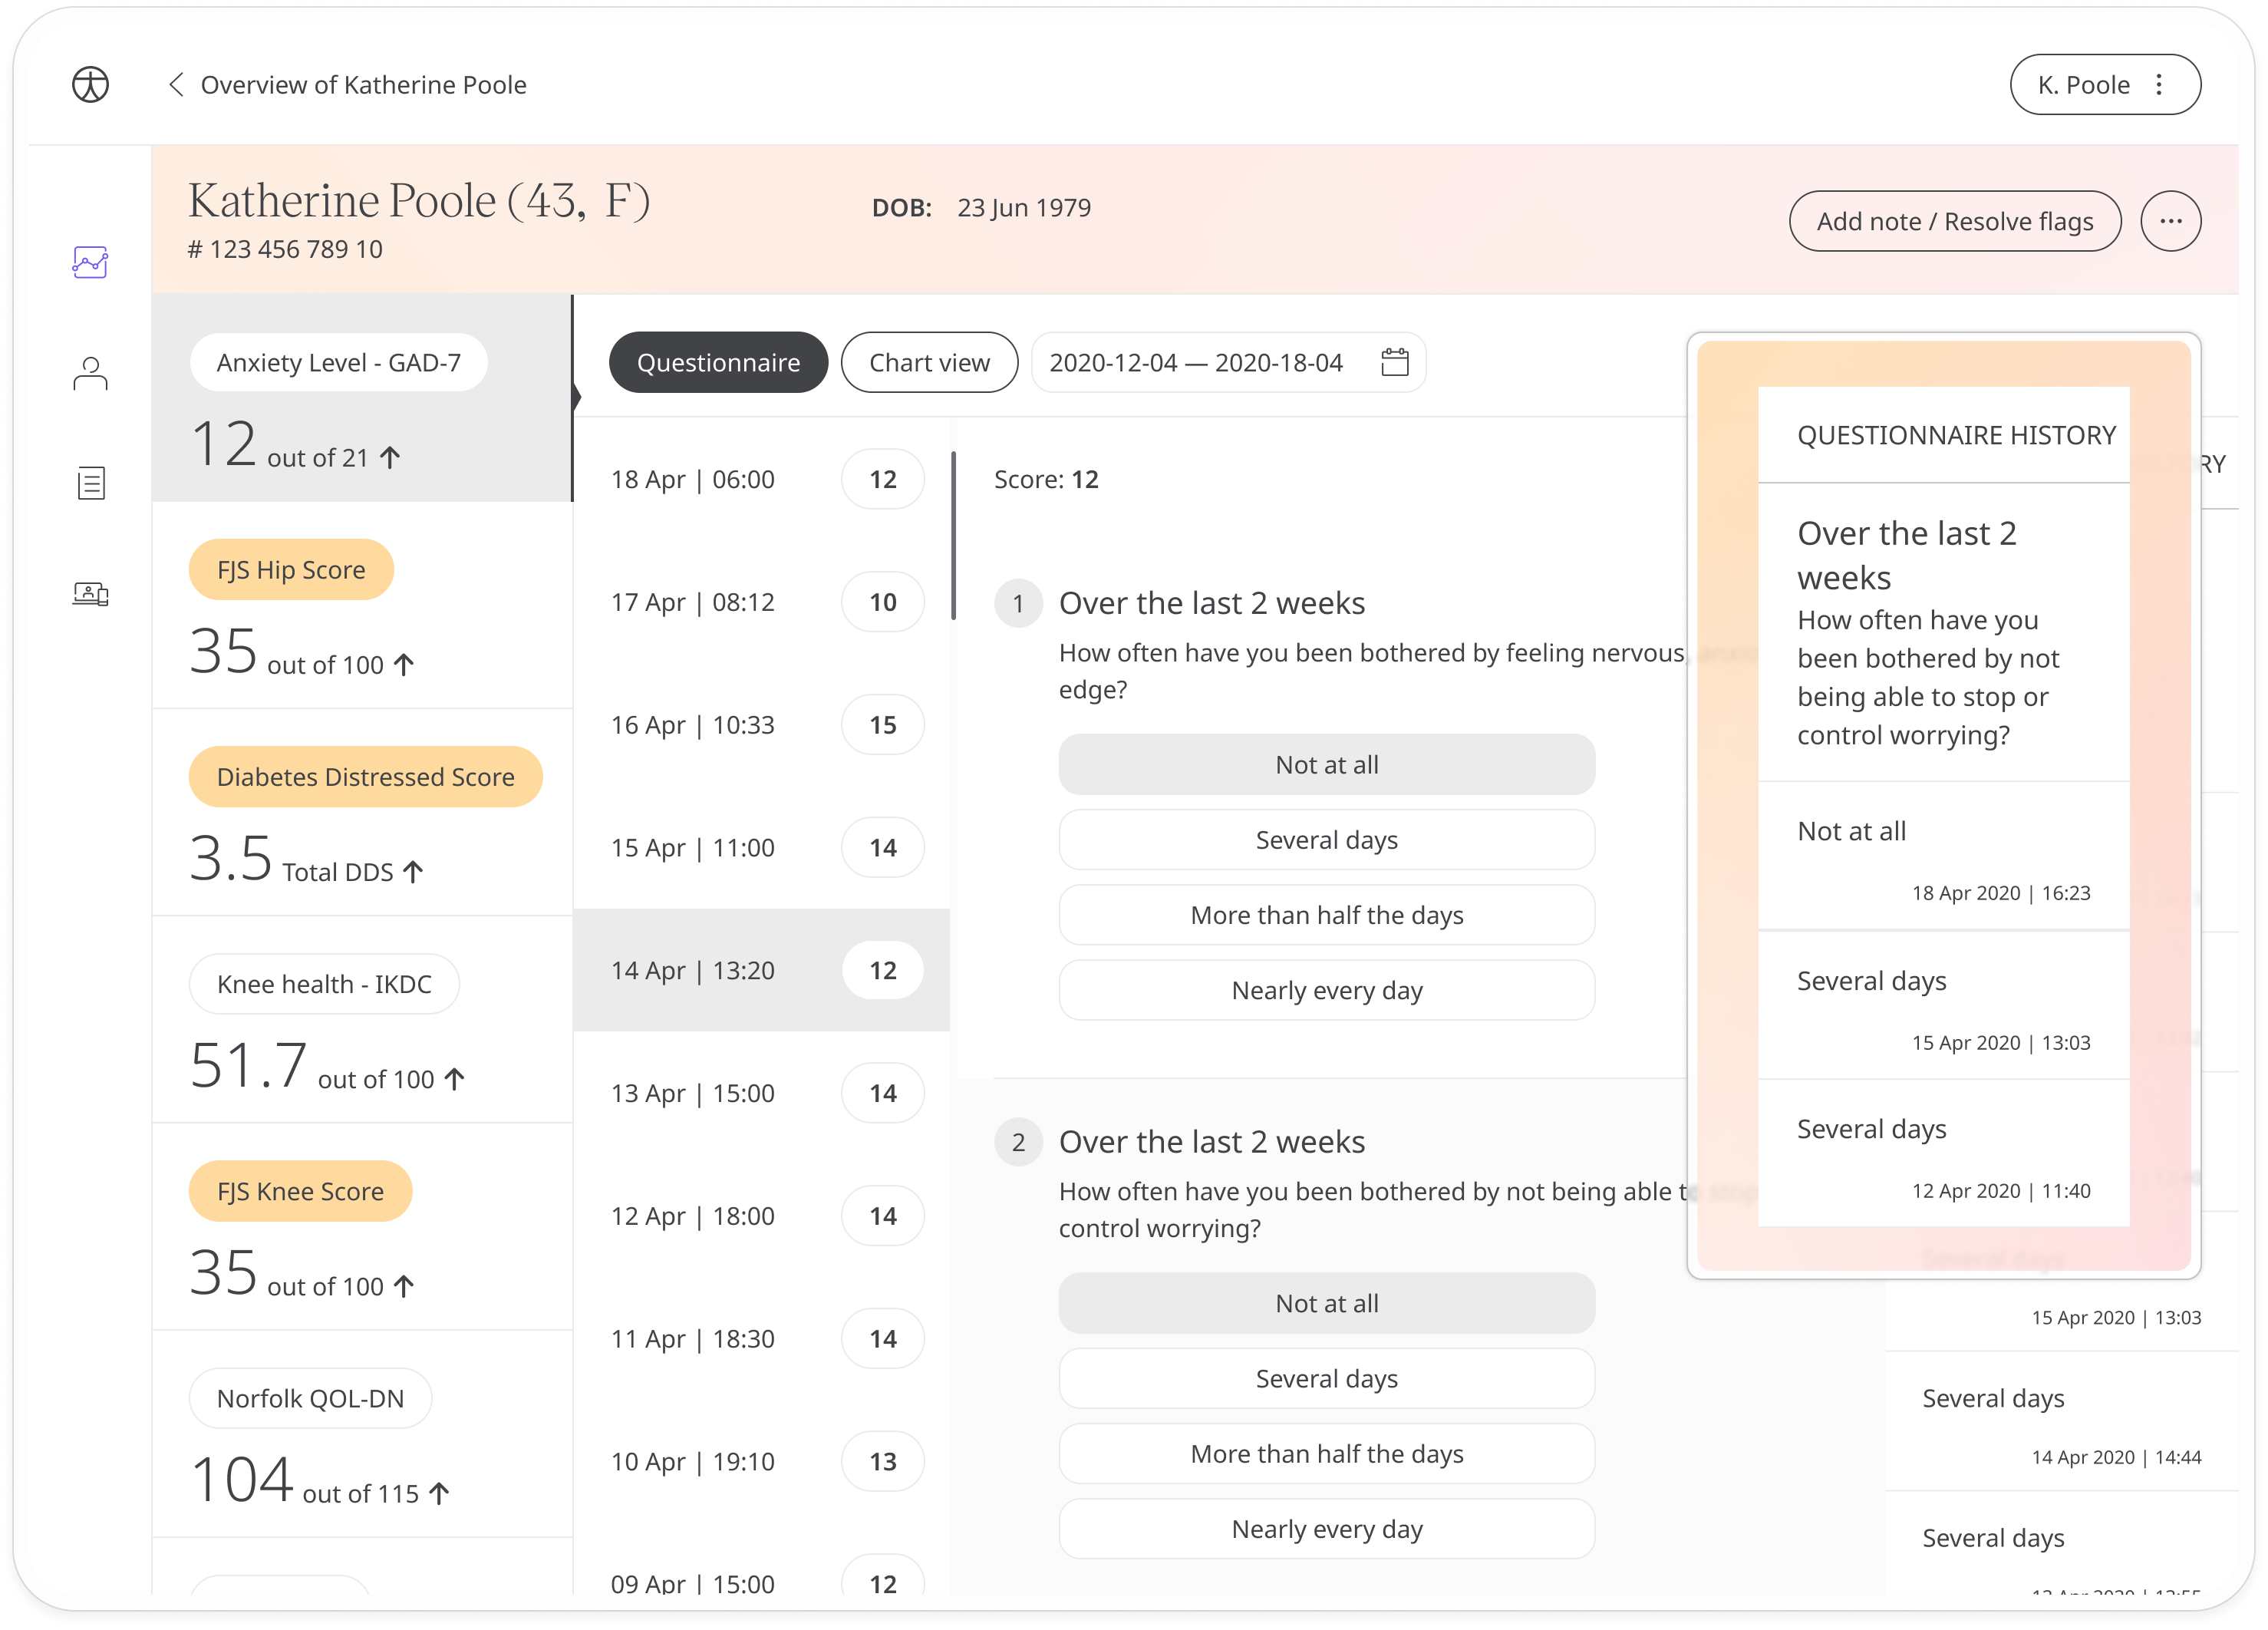 Overview of Katherine Poole
K. Poole
Katherine Poole (43, F)
# 123 456 789 10
DOB: 23 Jun 1979
Add note / Resolve flags
Anxiety Level - GAD-7
12 out of 21
FJS Hip Score
35 out of 100
Diabetes Distressed Score
3.5 Total DDS
Knee health - IKDC
51.7 out of 100
FJS Knee Score
35 out of 100
Norfolk QOL-DN
104 out of 115
Questionnaire
Chart view
2020-12-04 — 2020-18-04
18 Apr | 06:00 12
17 Apr | 08:12 10
16 Apr | 10:33 15
15 Apr | 11:00 14
14 Apr | 13:20 12
13 Apr | 15:00 14
12 Apr | 18:00 14
11 Apr | 18:30 14
10 Apr | 19:10 13
09 Apr | 15:00 12
Score: 12
1 Over the last 2 weeks
How often have you been bothered by feeling nervous,
edge?
Not at all
Several days
More than half the days
Nearly every day
2 Over the last 2 weeks
How often have you been bothered by not being able to stop
control worrying?
Not at all
Several days
More than half the days
Nearly every day
QUESTIONNAIRE HISTORY
Over the last 2
weeks
How often have you
been bothered by not
being able to stop or
control worrying?
Not at all
18 Apr 2020 | 16:23
Several days
15 Apr 2020 | 13:03
Several days
12 Apr 2020 | 11:40
RY
Several days
15 Apr 2020 | 13:03
Several days
14 Apr 2020 | 14:44
Several days